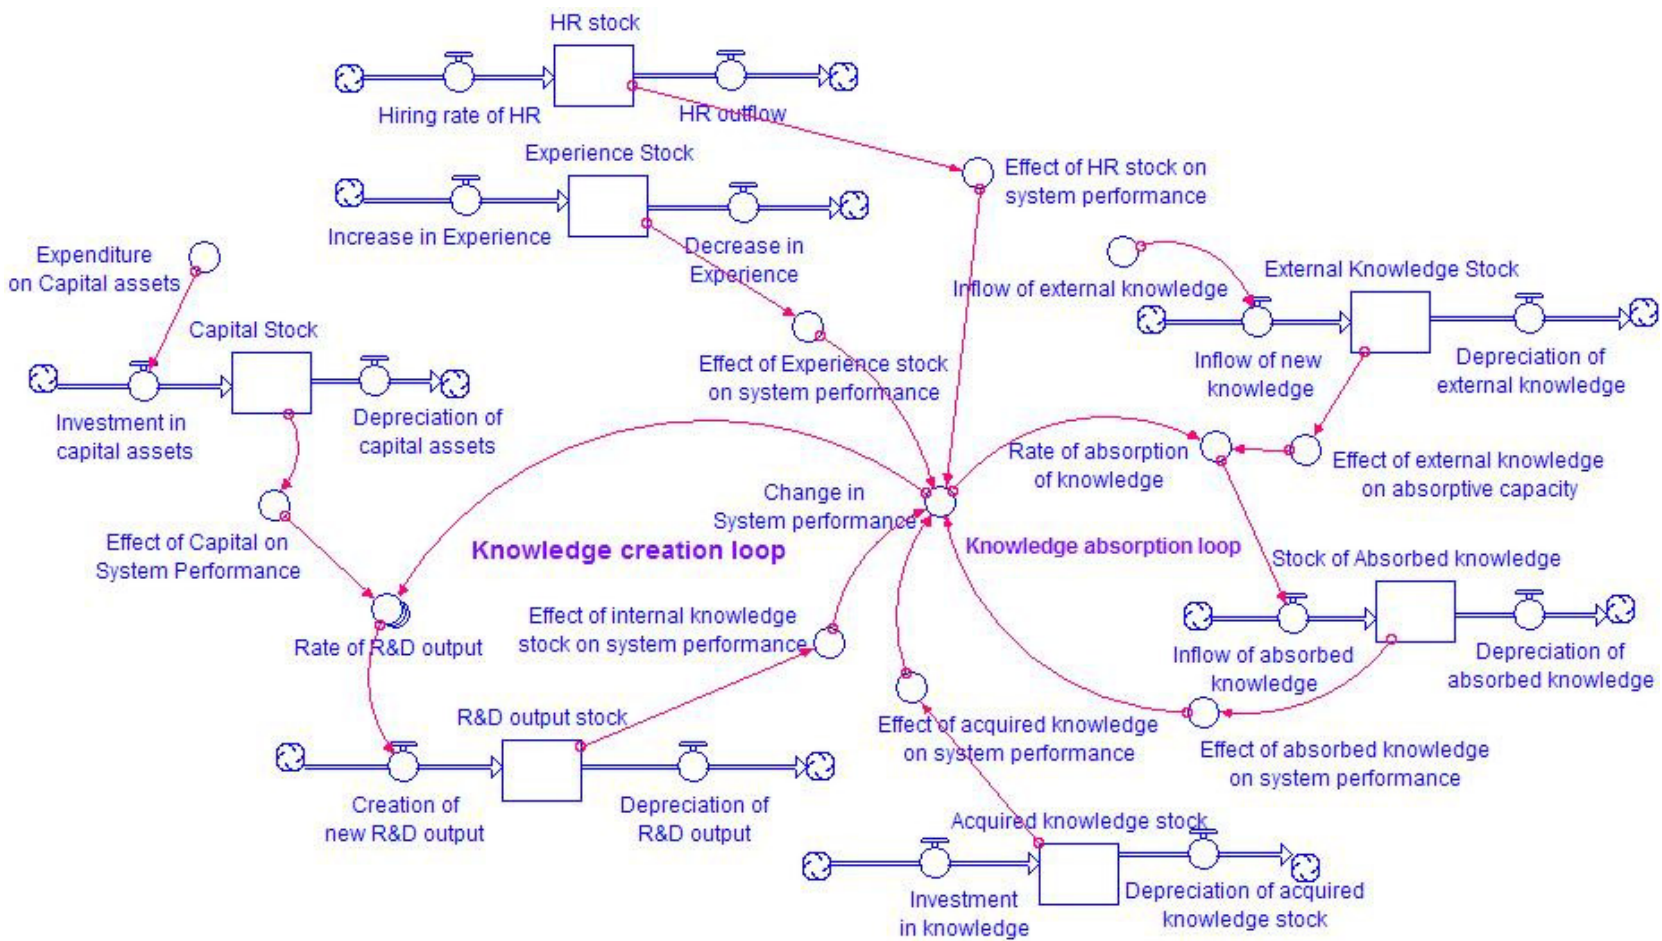 HR stock
Hiring rate of HR
HR outflow
Experience Stock
Effect of HR stock on
system performance
Increase in Experience
Decrease in
Experience
Expenditure
on Capital assets
External Knowledge Stock
Inflow of external knowledge
Capital Stock
Effect of Experience stock
on system performance
Inflow of new
knowledge
Depreciation of
external knowledge
Investment in
capital assets
Depreciation of
capital assets
Rate of absorption
of knowledge
Effect of external knowledge
on absorptive capacity
Change in
System performance
Effect of Capital on
System Performance
Knowledge creation loop
Knowledge absorption loop
Stock of Absorbed knowledge
Effect of internal knowledge
stock on system performance
Rate of R&D output
Inflow of absorbed
knowledge
Depreciation of
absorbed knowledge
R&D output stock
Effect of acquired knowledge
on system performance
Effect of absorbed knowledge
on system performance
Creation of
new R&D output
Depreciation of
R&D output
Acquired knowledge stock
Investment
in knowledge
Depreciation of acquired
knowledge stock